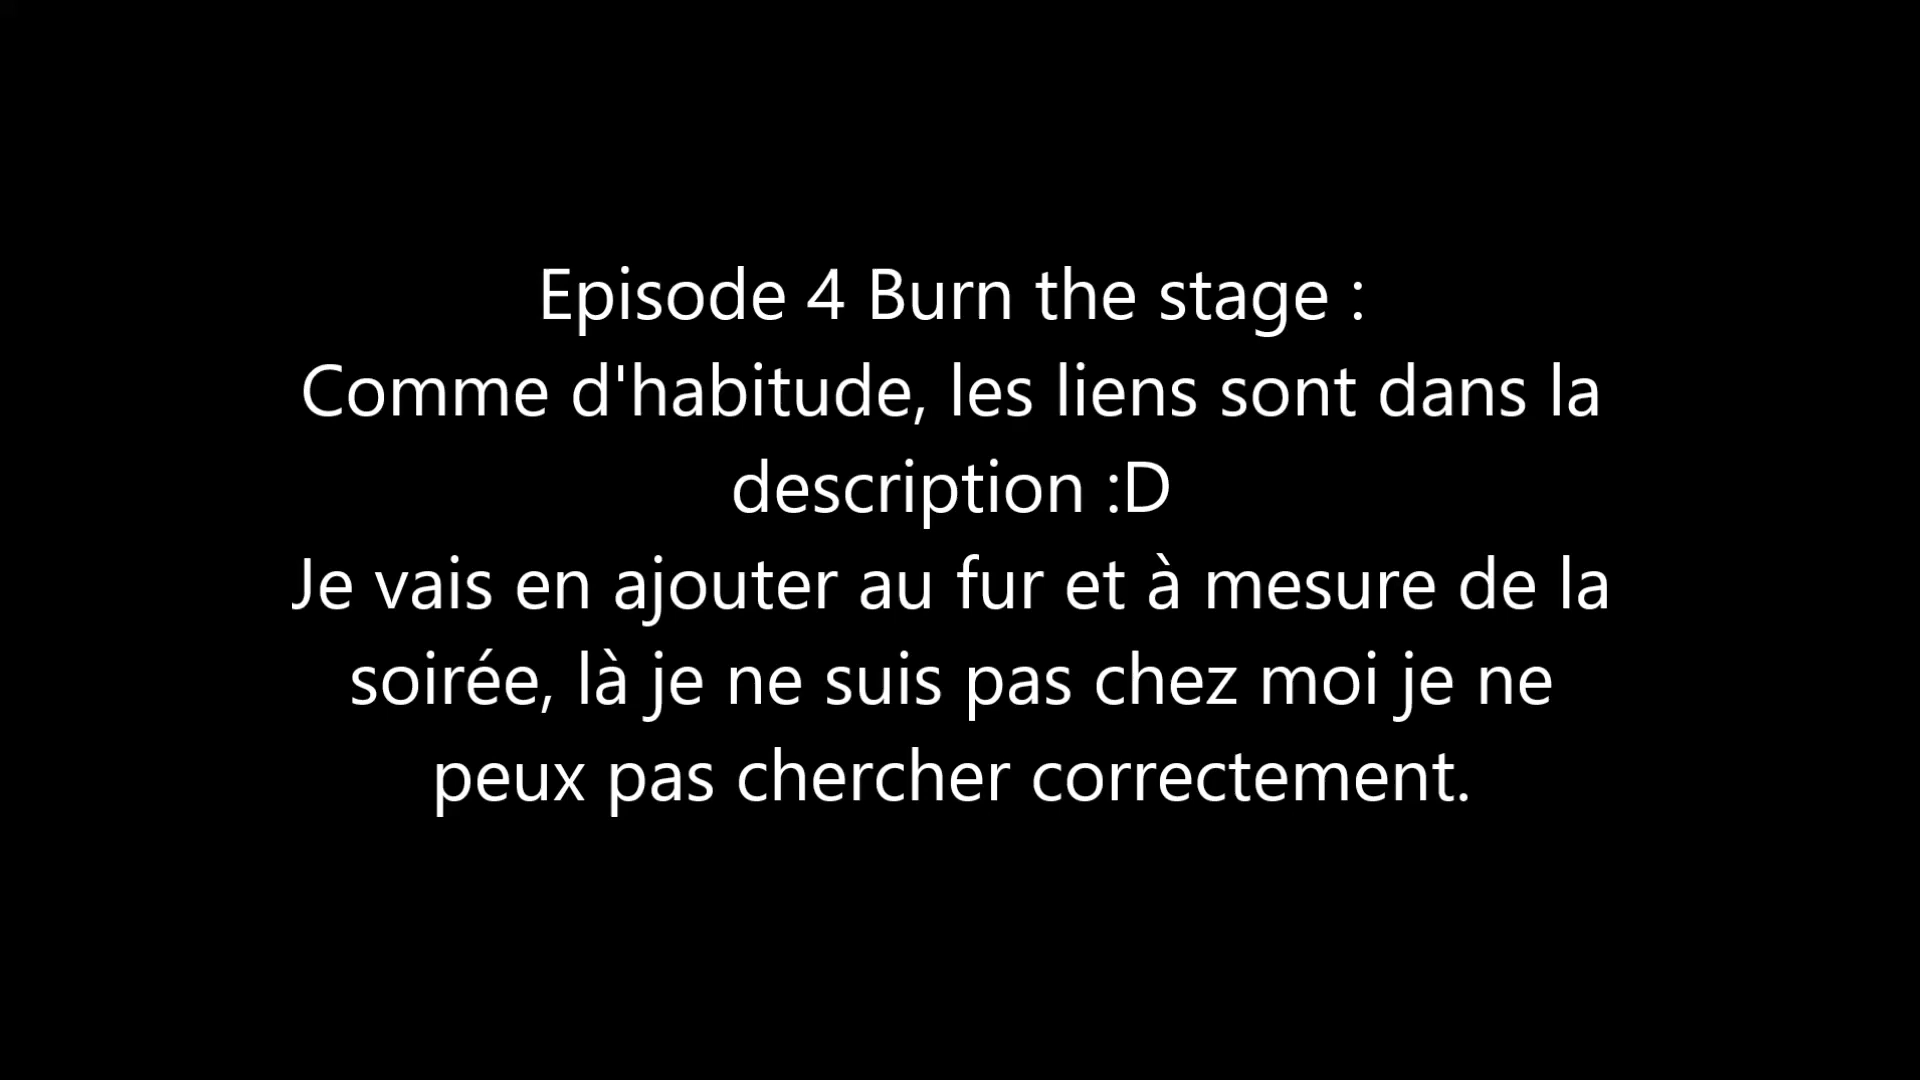 Episode 4 Burn the stage :
Comme d'habitude, les liens sont dans la
description :D
Je vais en ajouter au fur et à mesure de la
soirée, là je ne suis pas chez moi je ne
peux pas chercher correctement.